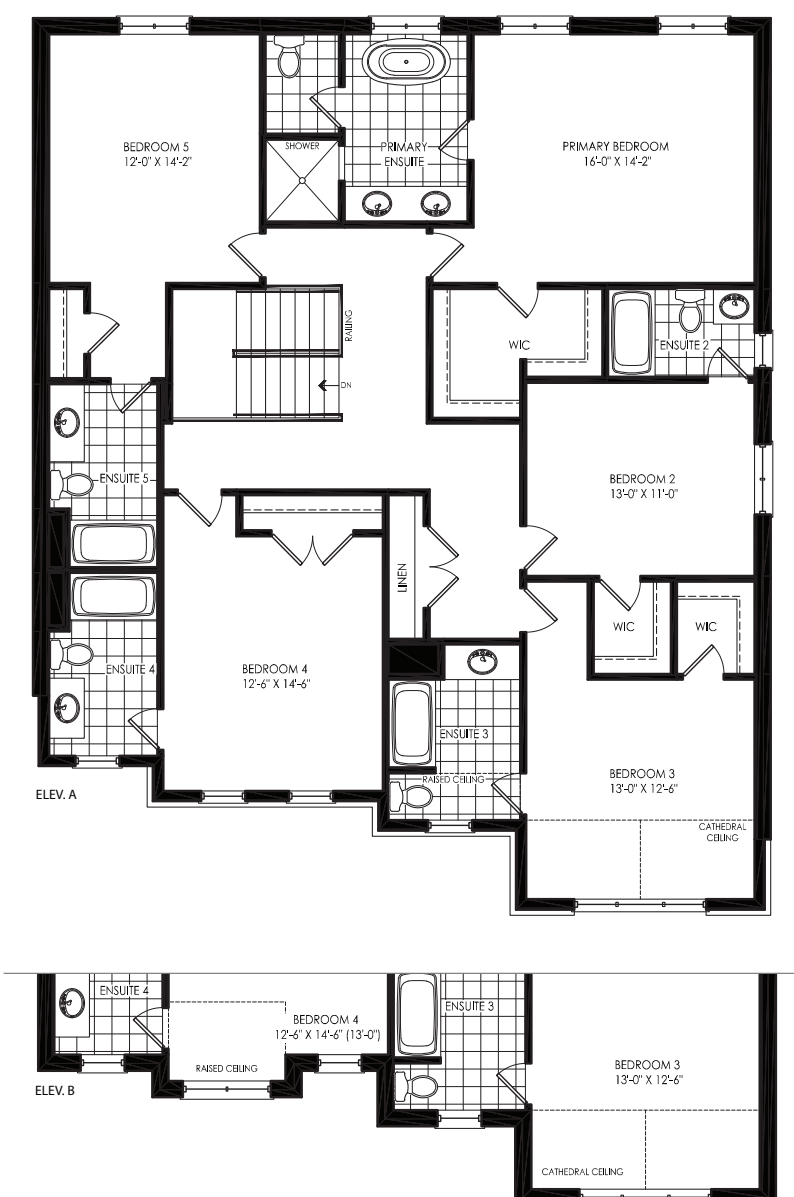 BEDROOM 5
12'-0" X 14'-2"
SHOWER
PRIMARY
ENSUITE
PRIMARY BEDROOM
16'-0" X 14'-2"
RAILING
DN
WIC
ENSUITE 2
ENSUITE 5
BEDROOM 2
13'-0" X 11'-0"
LINEN
WIC
WIC
ENSUITE 4
BEDROOM 4
12'-6" X 14'-6"
ENSUITE 3
RAISED CEILING
BEDROOM 3
13'-0" X 12'-6"
ELEV. A
CATHEDRAL
CEILING
ENSUITE 4
BEDROOM 4
12'-6" X 14'-6" (13'-0")
ENSUITE 3
RAISED CEILING
BEDROOM 3
13'-0" X 12'-6"
ELEV. B
CATHEDRAL CEILING